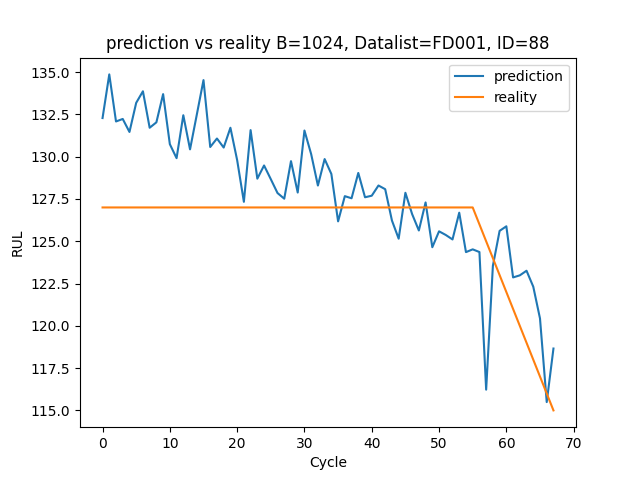 prediction vs reality B=1024, Datalist=FD001, ID=88
prediction
reality
135.0
132.5
130.0
127.5
125.0
122.5
120.0
117.5
115.0
RUL
0 10 20 30 40 50 60 70
Cycle